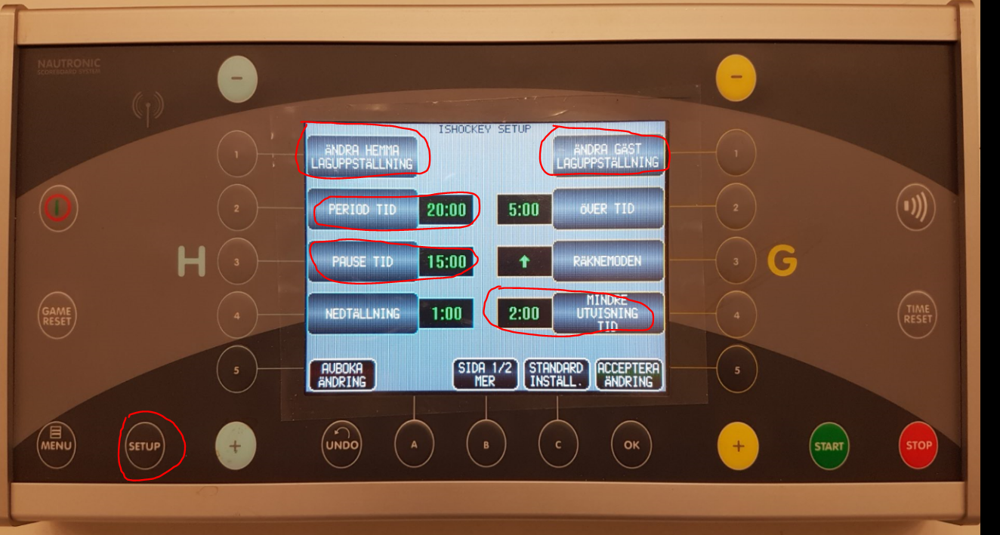 NAUTRONIC
SCOREBOARD SYSTEM
-
-
ISHOCKEY SETUP
1
ÄNDRA HEMMA
LAGUPPSTÄLLNING
ÄNDRA GÄST
LAGUPPSTÄLLNING
1
2
PERIOD TID
20:00
5:00
ÖVER TID
2
H
3
PAUSE TID
15:00
↑
RÄKNEMODEN
3
G
GAME
RESET
4
NEDTÄLLNING
1:00
2:00
MINDRE
UTVISNING
TID
4
TIME
RESET
5
AVBOKA
ÄNDRING
SIDA 1/2
MER
STANDARD
INSTÄLL.
ACCEPTERA
ÄNDRING
5
MENU
SETUP
+
UNDO
A
B
C
OK
+
START
STOP